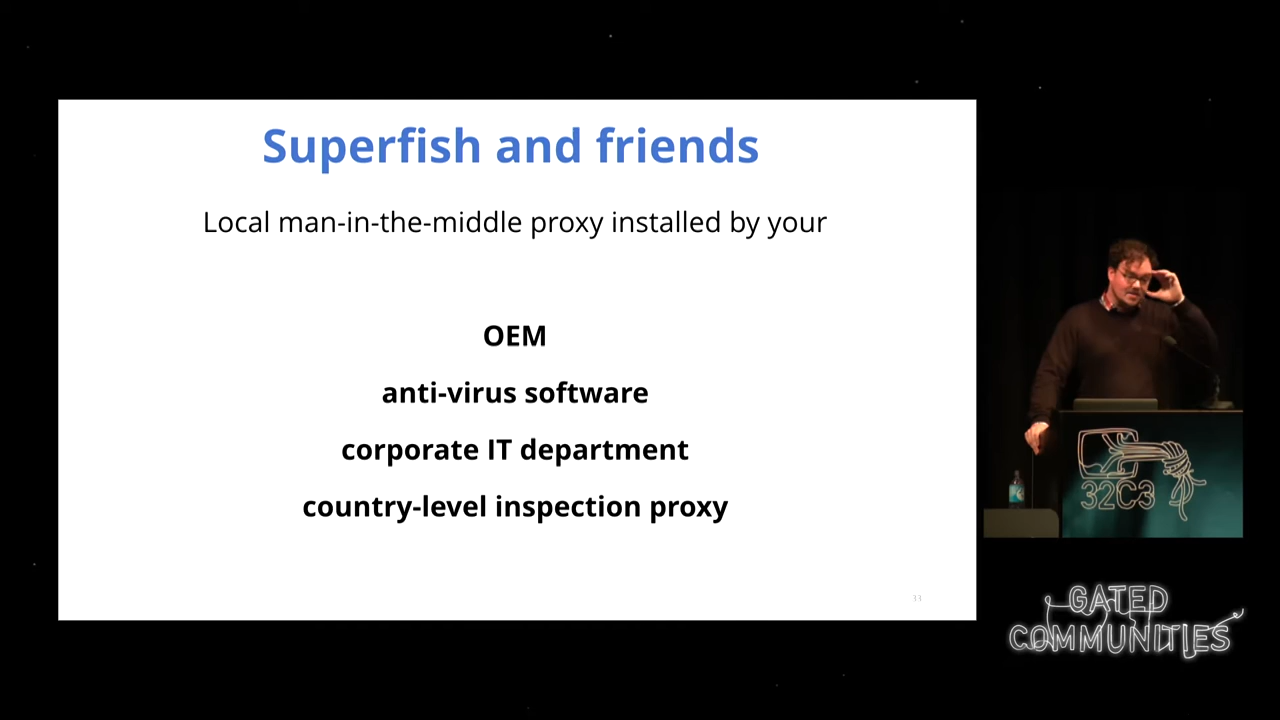 Superfish and friends
Local man-in-the-middle proxy installed by your
OEM
anti-virus software
corporate IT department
country-level inspection proxy
33
32C3
GATED
COMMUNITIES